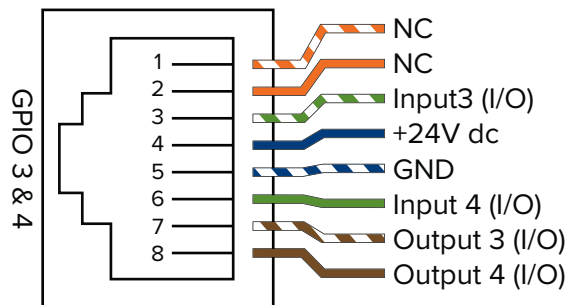 GPIO 3 & 4
1
2
3
4
5
6
7
8
NC
NC
Input3 (I/O)
+24V dc
GND
Input 4 (I/O)
Output 3 (I/O)
Output 4 (I/O)